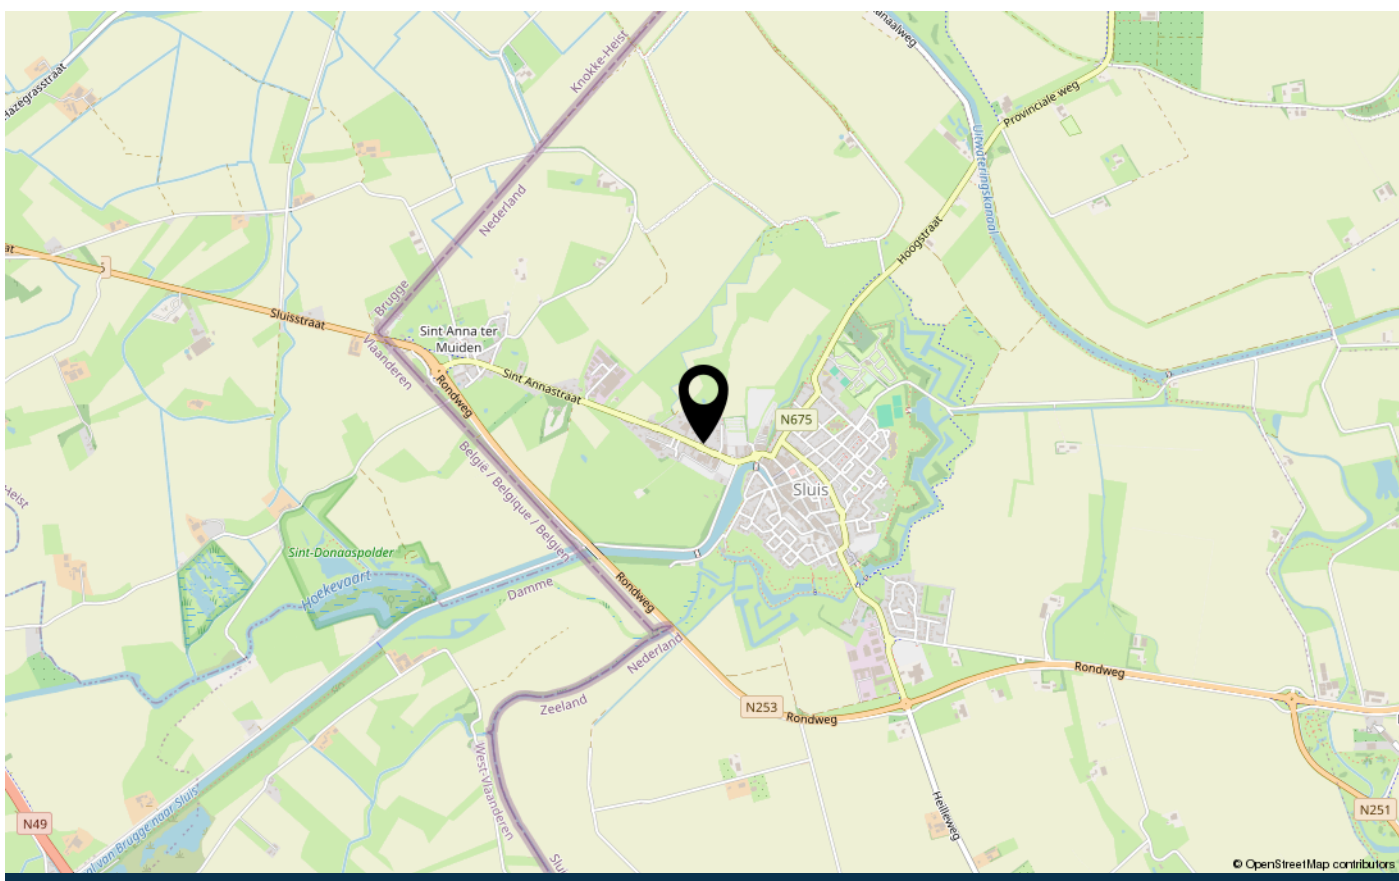 Knokke-Heist
Kanaalweg
Hazegrasstraat
Provinciale weg
Uitwateringskanaal
Nederland
Hoogstraat
Brugge
Sluisstraat
Sint Anna ter
Muiden
Vlaanderen
Rondweg
Sint Annastraat
N675
België / Belgique / Belgien
Sluis
Heist
Sint-Donaaspolder
Hoekevaart
Damme
Rondweg
Nederland
Zeeland
Rondweg
N253
Rondweg
West-Vlaanderen
N49
van Brugge naar Sluis
Heilleweg
N251
© OpenStreetMap contributors